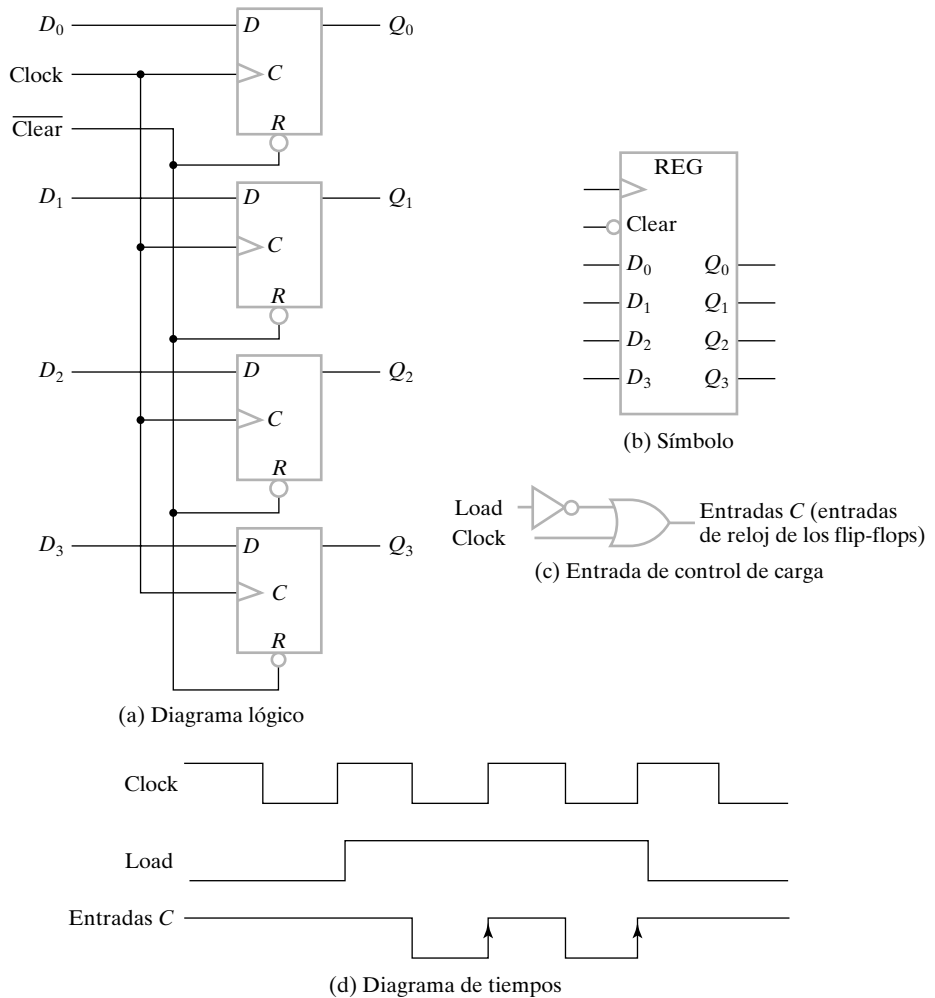 D0 D Q0
Clock C
Clear
R
D1 D Q1
C
R
D2 D Q2
C
R
D3 D Q3
C
R
(a) Diagrama lógico
REG
Clear
D0 Q0
D1 Q1
D2 Q2
D3 Q3
(b) Símbolo
Load
Clock
Entradas C (entradas
de reloj de los flip-flops)
(c) Entrada de control de carga
Clock
Load
Entradas C
(d) Diagrama de tiempos